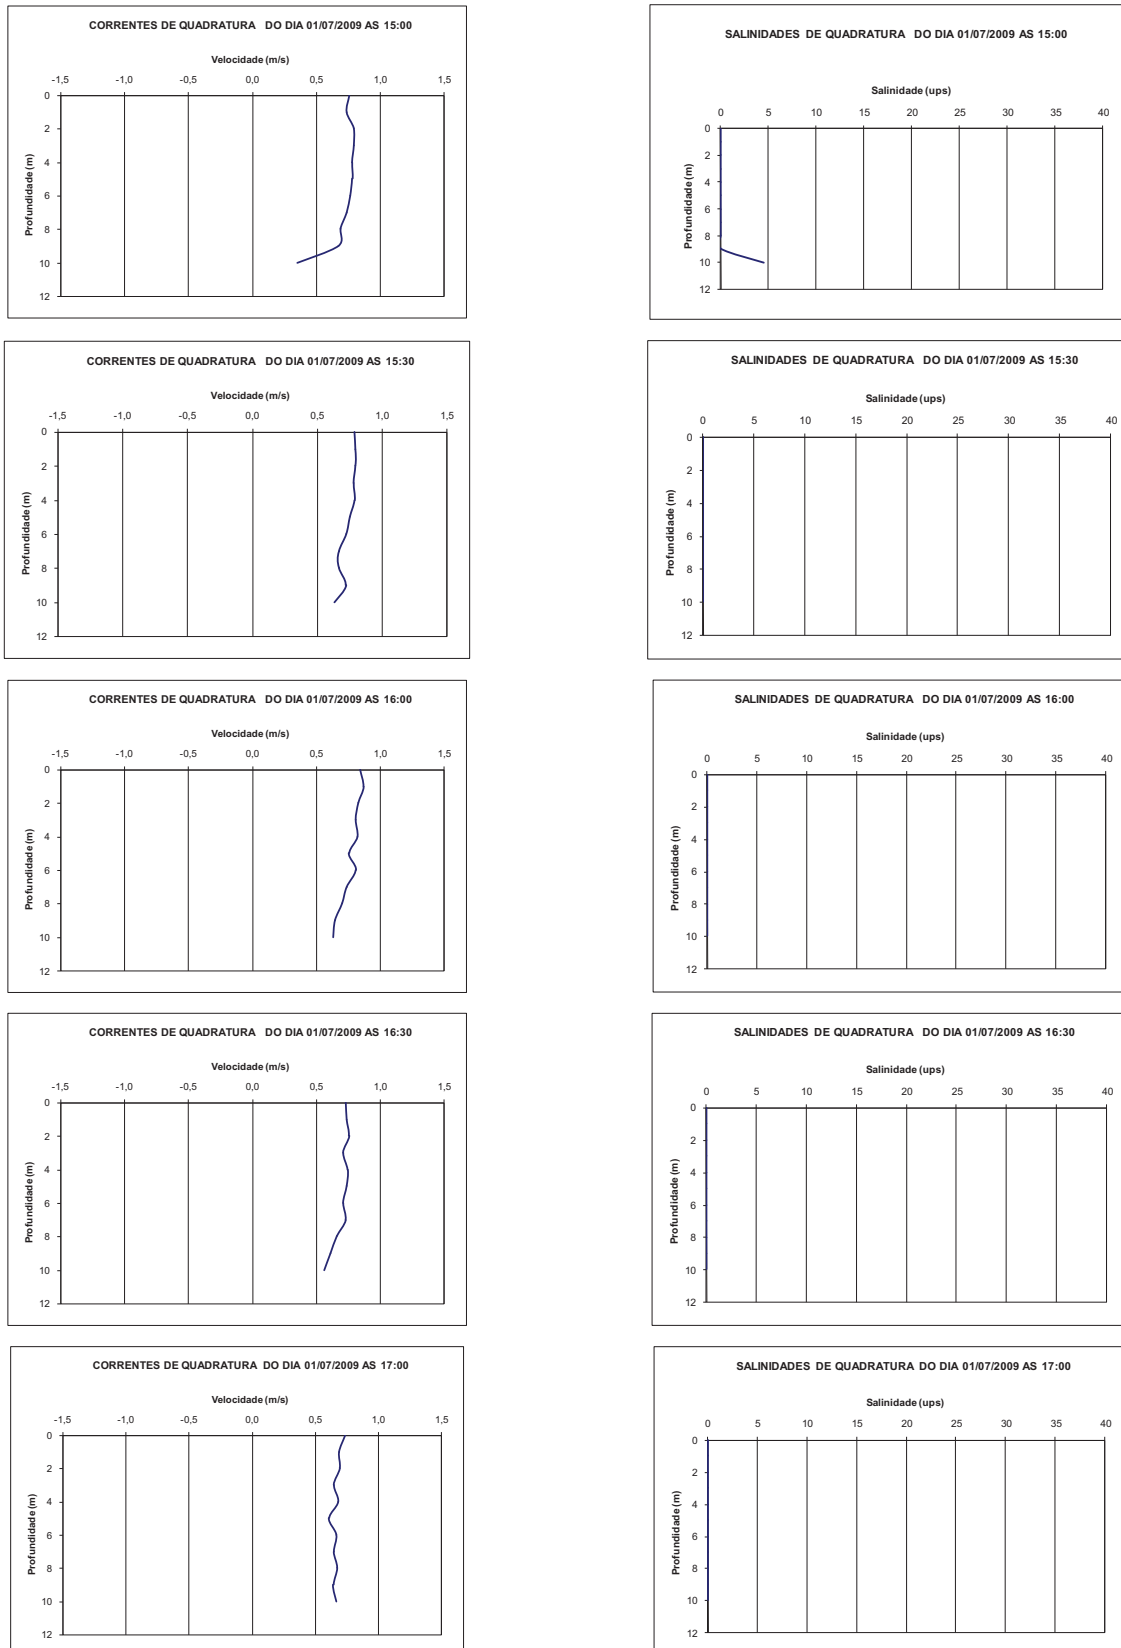 CORRENTES DE QUADRATURA DO DIA 01/07/2009 AS 15:00
Velocidade (m/s)
-1,5 -1,0 -0,5 0,0 0,5 1,0 1,5
Profundidade (m)
0
2
4
6
8
10
12
SALINIDADES DE QUADRATURA DO DIA 01/07/2009 AS 15:00
Salinidade (ups)
0 5 10 15 20 25 30 35 40
Profundidade (m)
0
2
4
6
8
10
12
CORRENTES DE QUADRATURA DO DIA 01/07/2009 AS 15:30
Velocidade (m/s)
-1,5 -1,0 -0,5 0,0 0,5 1,0 1,5
Profundidade (m)
0
2
4
6
8
10
12
SALINIDADES DE QUADRATURA DO DIA 01/07/2009 AS 15:30
Salinidade (ups)
0 5 10 15 20 25 30 35 40
Profundidade (m)
0
2
4
6
8
10
12
CORRENTES DE QUADRATURA DO DIA 01/07/2009 AS 16:00
Velocidade (m/s)
-1,5 -1,0 -0,5 0,0 0,5 1,0 1,5
Profundidade (m)
0
2
4
6
8
10
12
SALINIDADES DE QUADRATURA DO DIA 01/07/2009 AS 16:00
Salinidade (ups)
0 5 10 15 20 25 30 35 40
Profundidade (m)
0
2
4
6
8
10
12
CORRENTES DE QUADRATURA DO DIA 01/07/2009 AS 16:30
Velocidade (m/s)
-1,5 -1,0 -0,5 0,0 0,5 1,0 1,5
Profundidade (m)
0
2
4
6
8
10
12
SALINIDADES DE QUADRATURA DO DIA 01/07/2009 AS 16:30
Salinidade (ups)
0 5 10 15 20 25 30 35 40
Profundidade (m)
0
2
4
6
8
10
12
CORRENTES DE QUADRATURA DO DIA 01/07/2009 AS 17:00
Velocidade (m/s)
-1,5 -1,0 -0,5 0,0 0,5 1,0 1,5
Profundidade (m)
0
2
4
6
8
10
12
SALINIDADES DE QUADRATURA DO DIA 01/07/2009 AS 17:00
Salinidade (ups)
0 5 10 15 20 25 30 35 40
Profundidade (m)
0
2
4
6
8
10
12